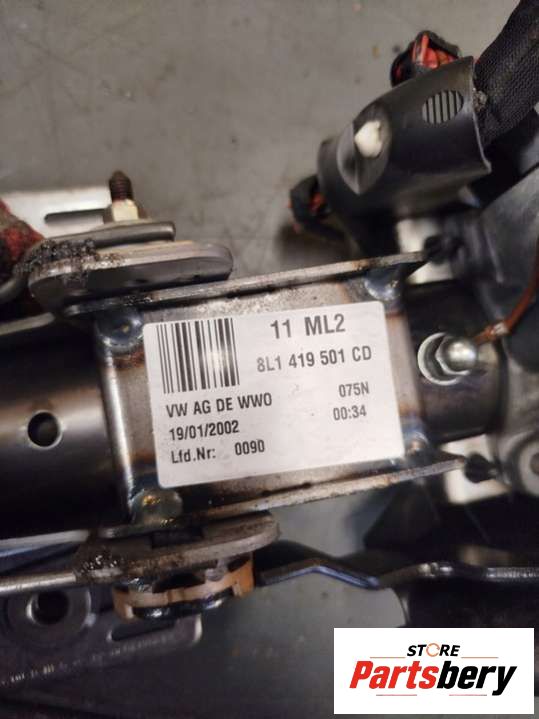 11 ML2
8L1 419 501 CD
VW AG DE WWO 075N
19/01/2002 00:34
Lfd.Nr: 0090
STORE
Partsbery